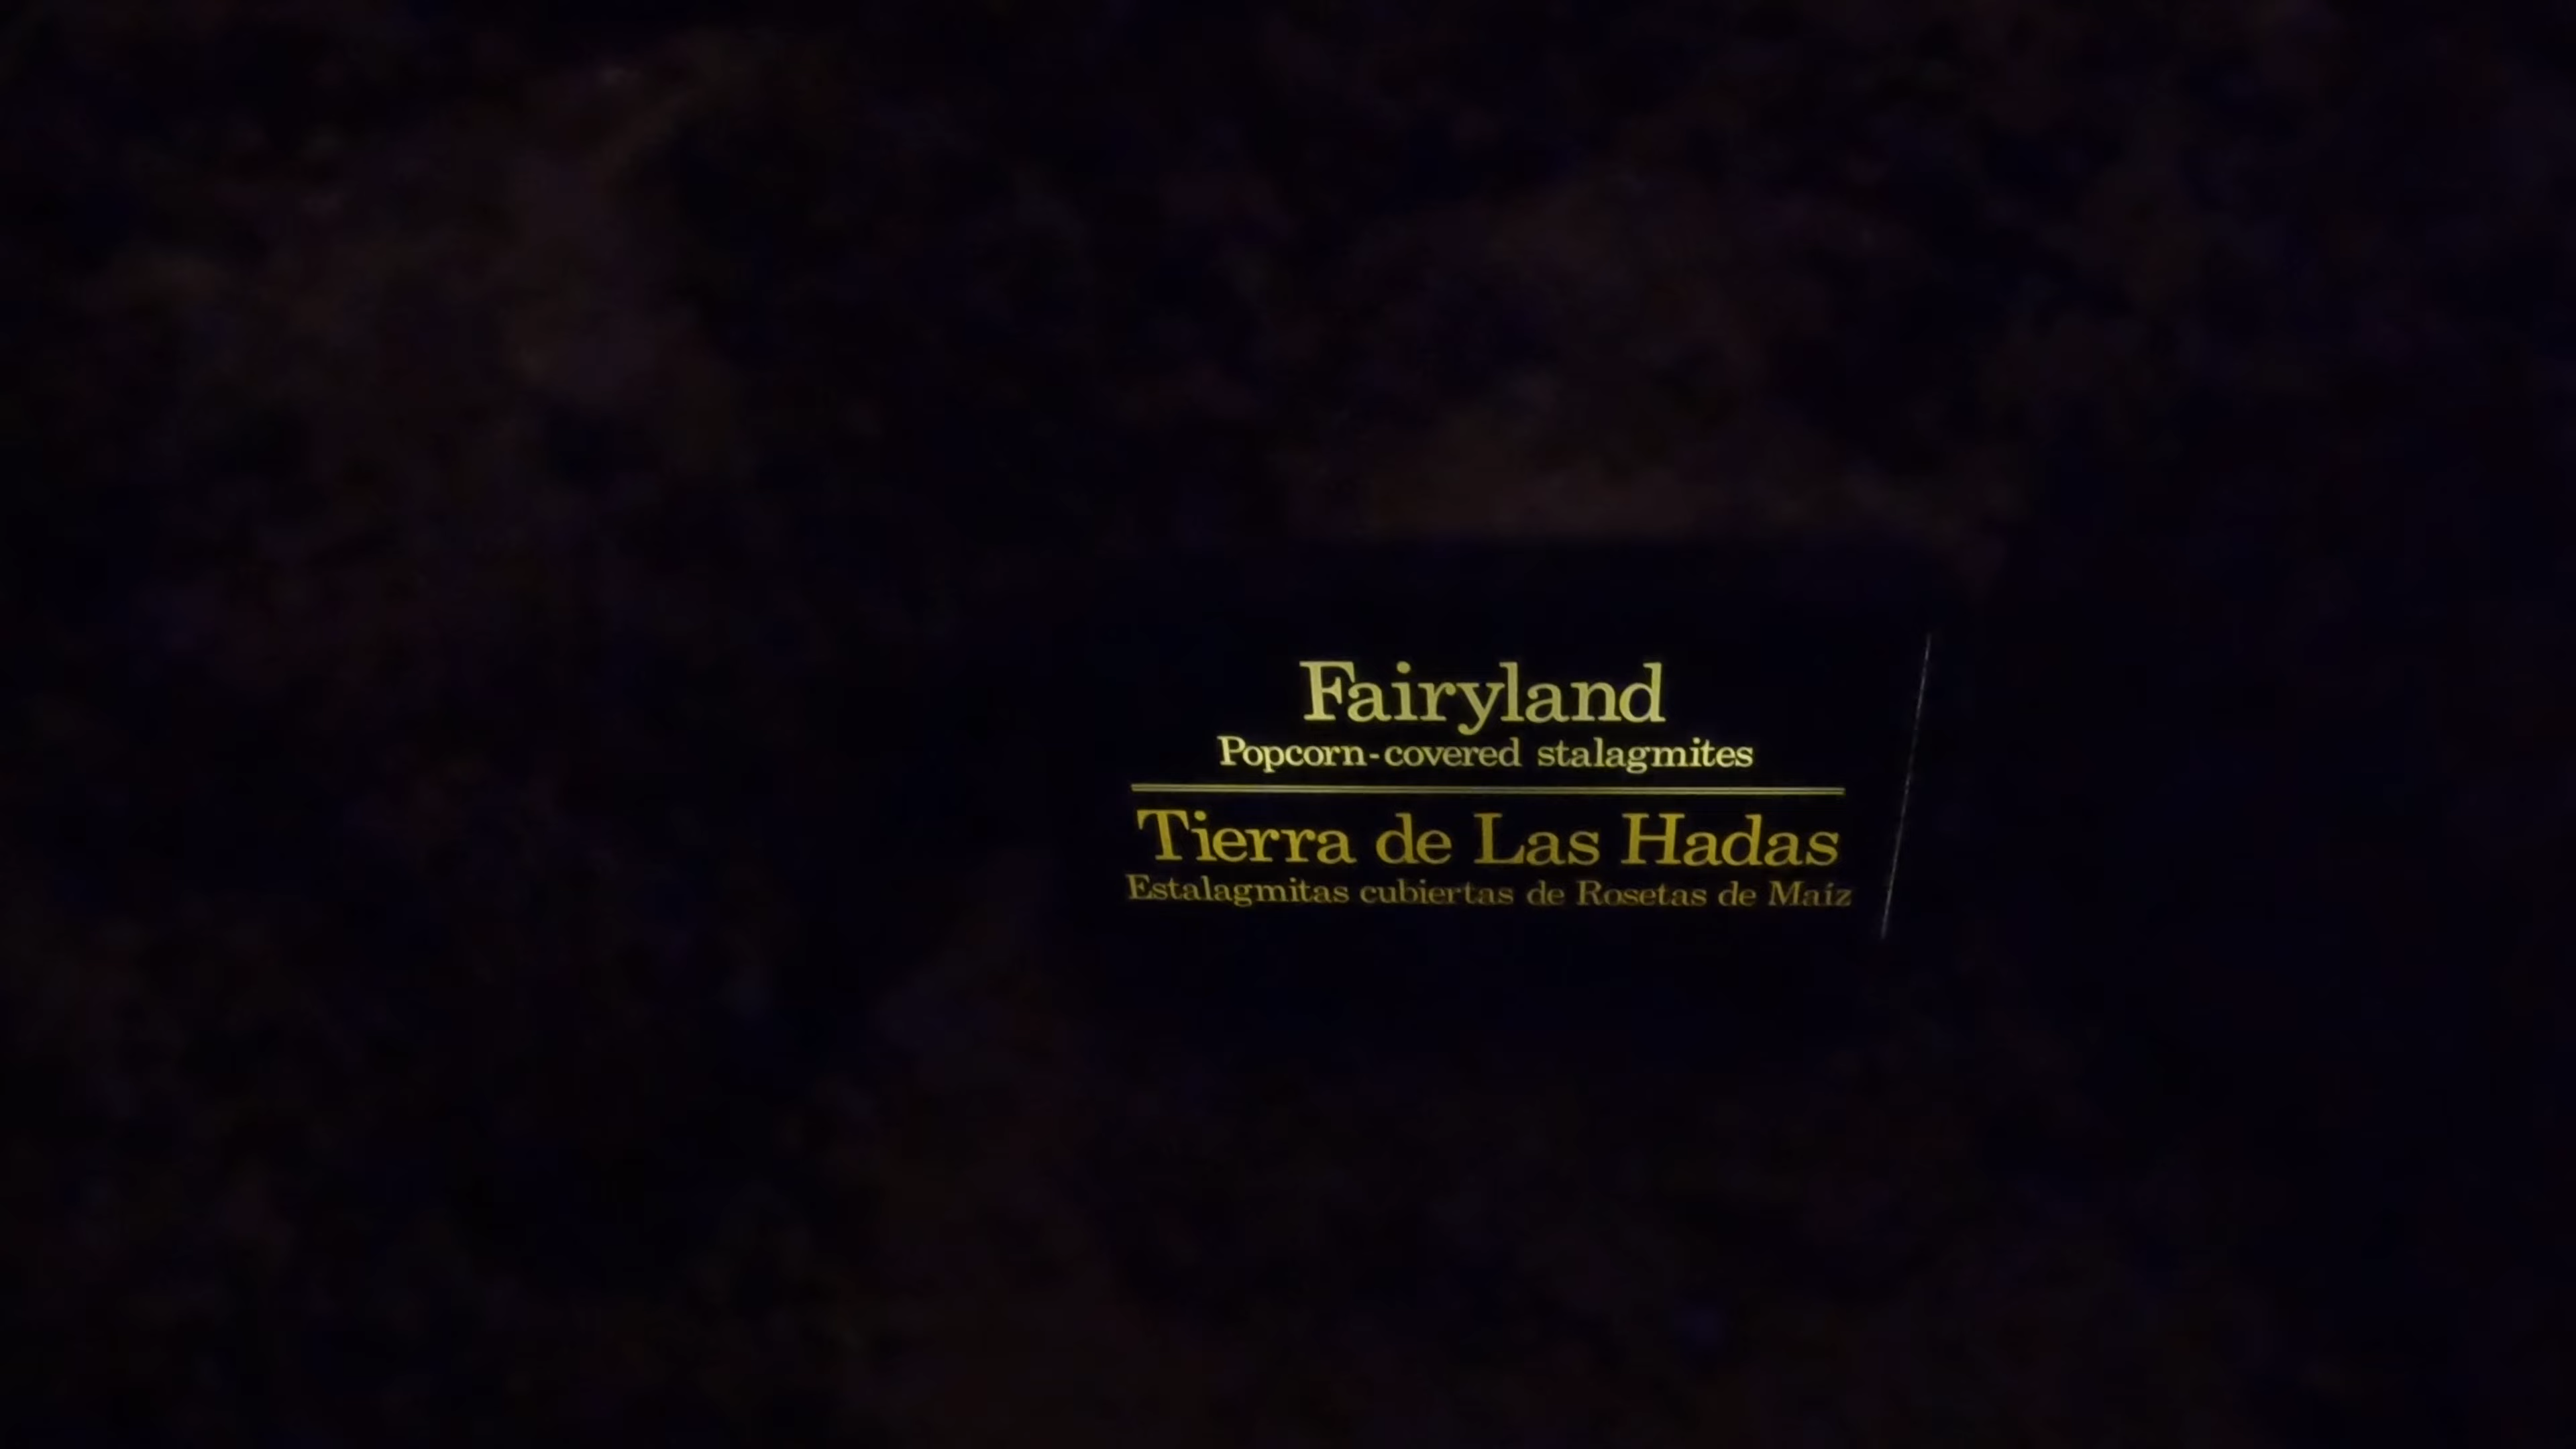 Fairyland
Popcorn-covered stalagmites
Tierra de Las Hadas
Estalagmitas cubiertas de Rosetas de Maíz